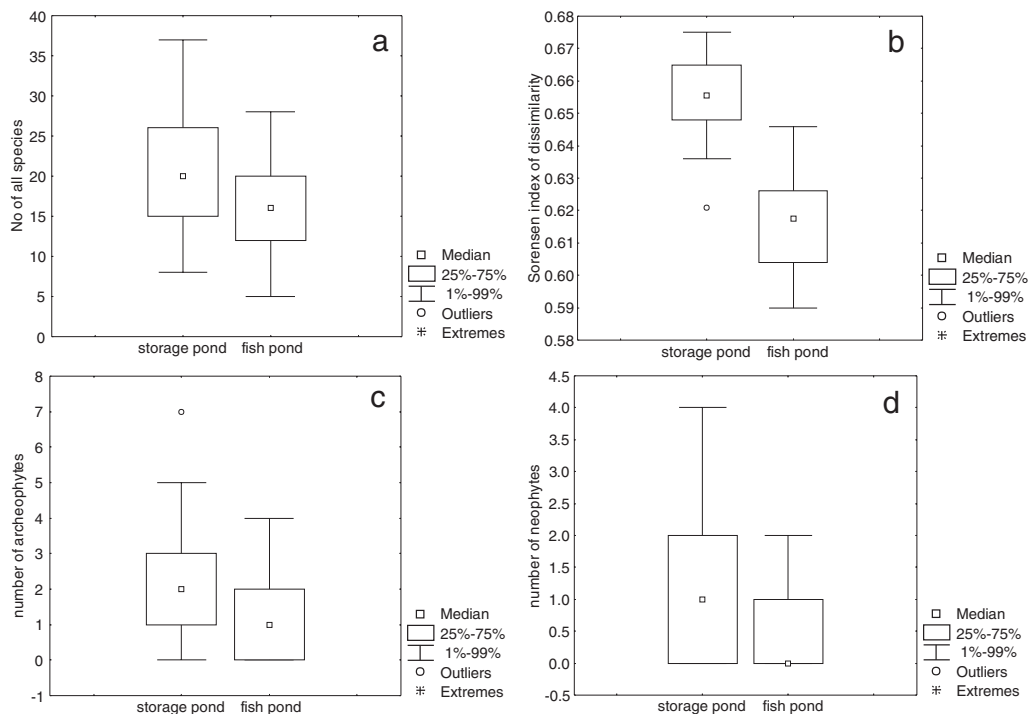 a
No of all species
40
35
30
25
20
15
10
5
0
storage pond fish pond
Median
25%-75%
1%-99%
Outliers
Extremes
b
Sorensen index of dissimilarity
0.68
0.67
0.66
0.65
0.64
0.63
0.62
0.61
0.60
0.59
0.58
storage pond fish pond
Median
25%-75%
1%-99%
Outliers
Extremes
c
number of archeophytes
8
7
6
5
4
3
2
1
0
-1
storage pond fish pond
Median
25%-75%
1%-99%
Outliers
Extremes
d
number of neophytes
4.5
4.0
3.5
3.0
2.5
2.0
1.5
1.0
0.5
0.0
-0.5
storage pond fish pond
Median
25%-75%
1%-99%
Outliers
Extremes